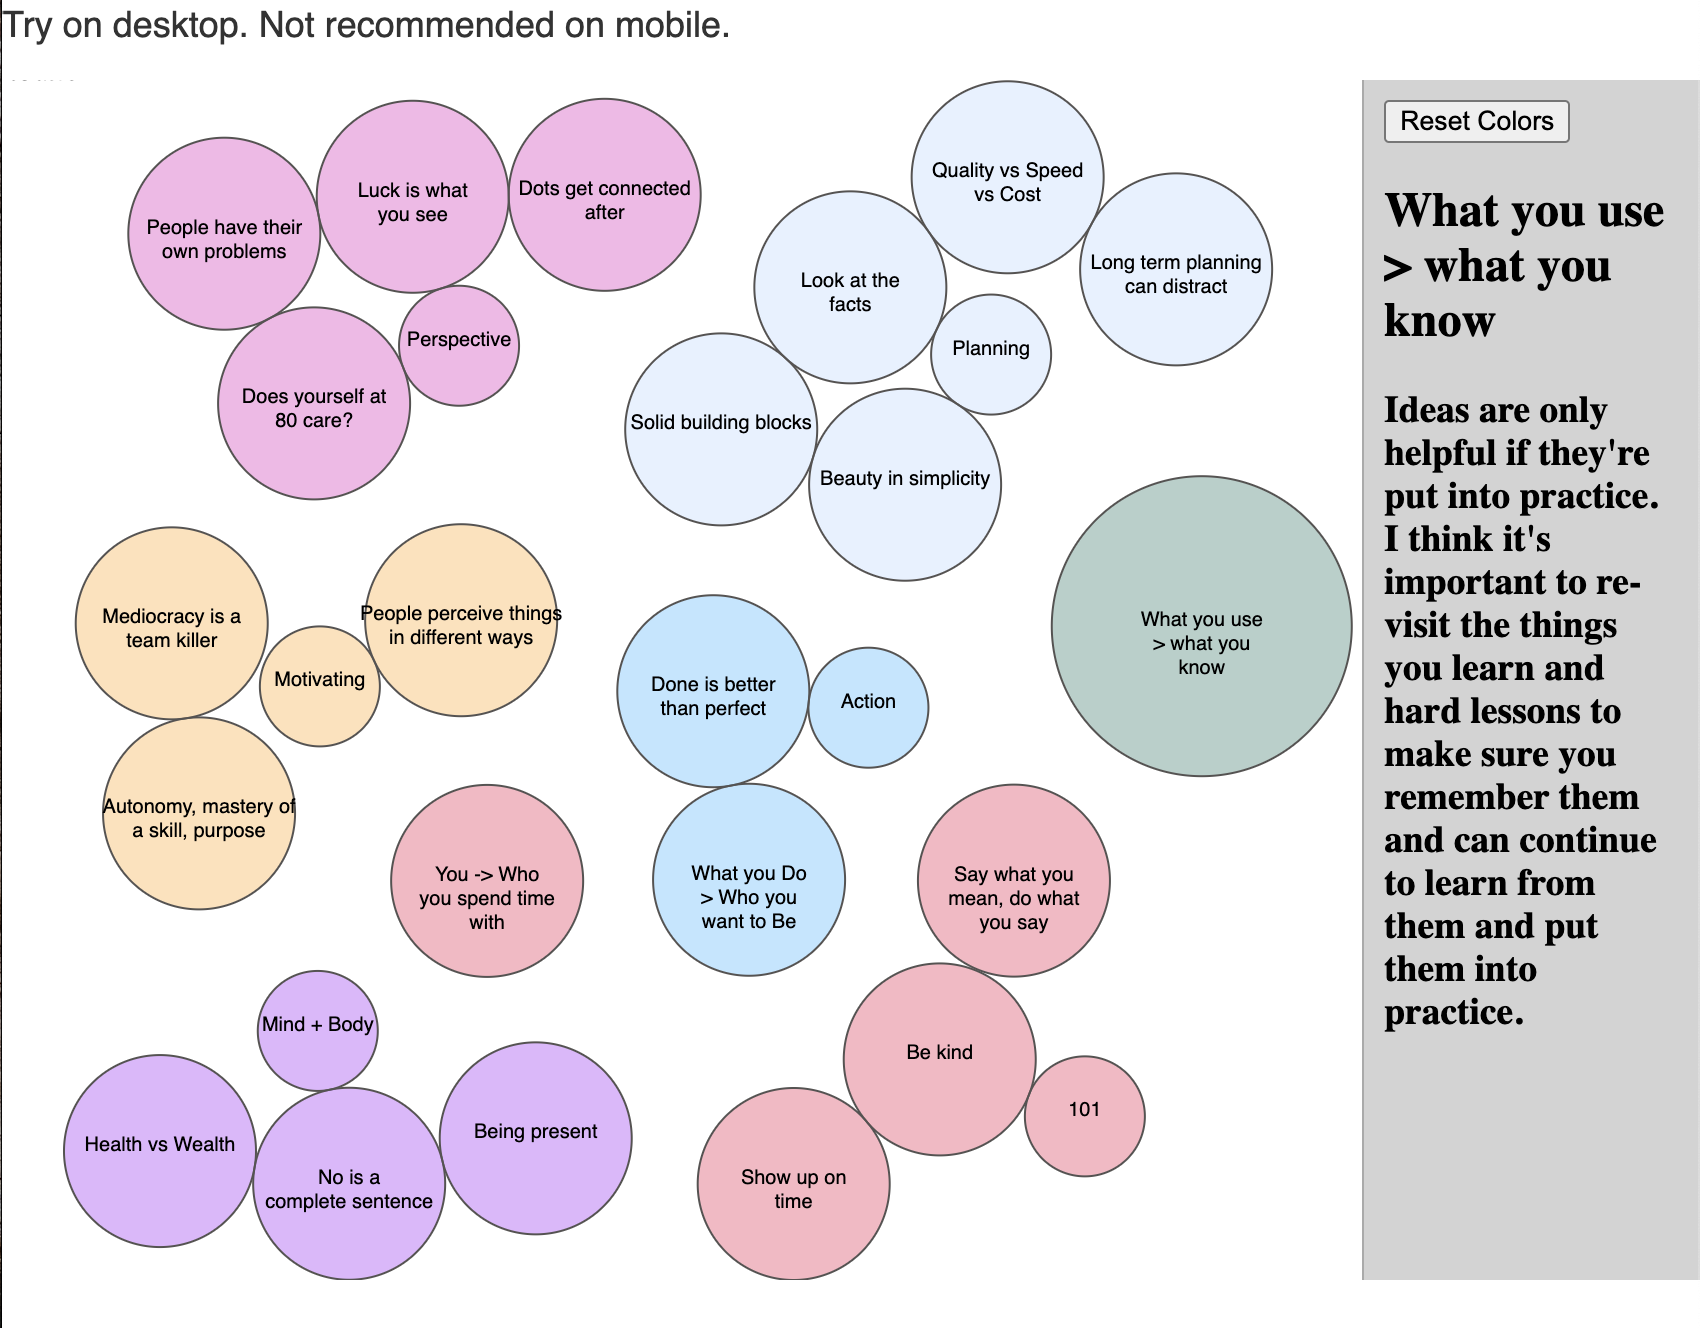 Try on desktop. Not recommended on mobile.
People have their
own problems
Luck is what
you see
Dots get connected
after
Does yourself at
80 care?
Perspective
Quality vs Speed
vs Cost
Look at the
facts
Long term planning
can distract
Planning
Solid building blocks
Beauty in simplicity
Mediocracy is a
team killer
Motivating
People perceive things
in different ways
Autonomy, mastery of
a skill, purpose
Done is better
than perfect
Action
What you Do
> Who you
want to Be
What you use
> what you
know
You -> Who
you spend time
with
Say what you
mean, do what
you say
Be kind
101
Show up on
time
Mind + Body
Health vs Wealth
No is a
complete sentence
Being present
Reset Colors
What you use
> what you
know
Ideas are only
helpful if they're
put into practice.
I think it's
important to re-
visit the things
you learn and
hard lessons to
make sure you
remember them
and can continue
to learn from
them and put
them into
practice.